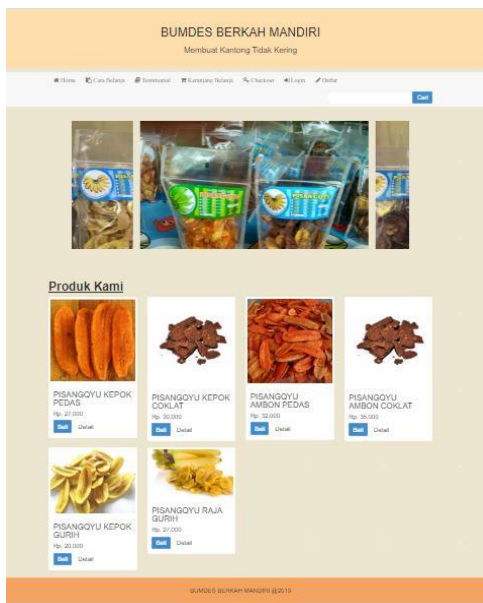 BUMDES BERKAH MANDIRI
Membuat Kantong Tidak Kering
Home Cara Belanja Testimonial Keranjang Belanja Checkout Login Daftar
Cari
Produk Kami
PISANGQYU KEPOK PEDAS
Rp. 27,000
Beli Detail
PISANGQYU KEPOK COKLAT
Rp. 30,000
Beli Detail
PISANGQYU AMBON PEDAS
Rp. 32,000
Beli Detail
PISANGQYU AMBON COKLAT
Rp. 35,000
Beli Detail
PISANGQYU KEPOK GURIH
Rp. 20,000
Beli Detail
PISANGQYU RAJA GURIH
Rp. 27,000
Beli Detail
BUMDES BERKAH MANDIRI @2019